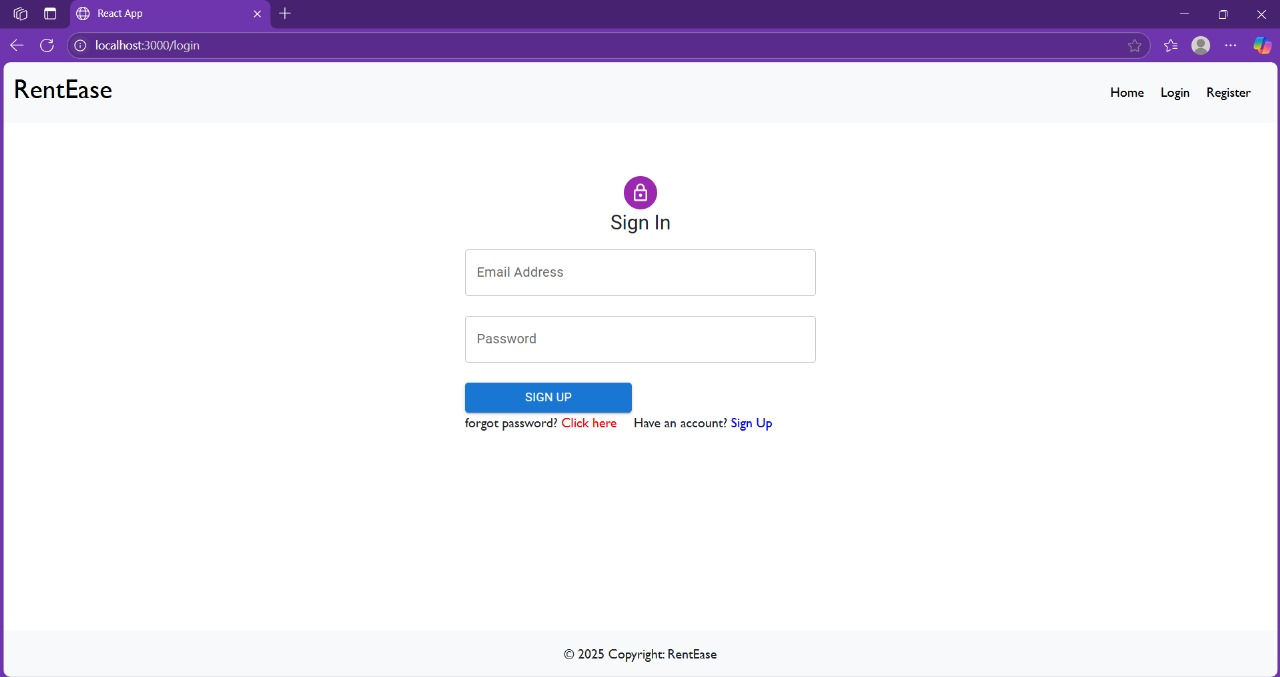 React App
localhost:3000/login
RentEase
Home Login Register
Sign In
Email Address
Password
SIGN UP
forgot password? Click here Have an account? Sign Up
© 2025 Copyright: RentEase